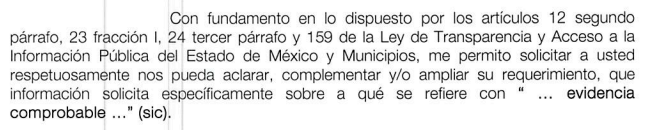 Con fundamento en lo dispuesto por los artículos 12 segundo
párrafo, 23 fracción I, 24 tercer párrafo y 159 de la Ley de Transparencia y Acceso a la
Información Pública del Estado de México y Municipios, me permito solicitar a usted
respetuosamente nos pueda aclarar, complementar y/o ampliar su requerimiento, que
información solicita específicamente sobre a qué se refiere con “ ... evidencia
comprobable ...” (sic).